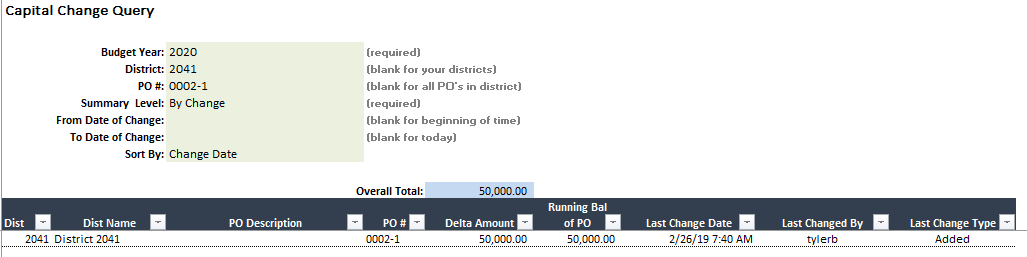 Capital Change Query
Budget Year: 2020 (required)
District: 2041 (blank for your districts)
PO #: 0002-1 (blank for all PO's in district)
Summary Level: By Change (required)
From Date of Change: (blank for beginning of time)
To Date of Change: (blank for today)
Sort By: Change Date
Overall Total: 50,000.00
Running Bal
Dist Dist Name PO Description PO # Delta Amount of PO Last Change Date Last Changed By Last Change Type
2041 District 2041 0002-1 50,000.00 50,000.00 2/26/19 7:40 AM tylerb Added